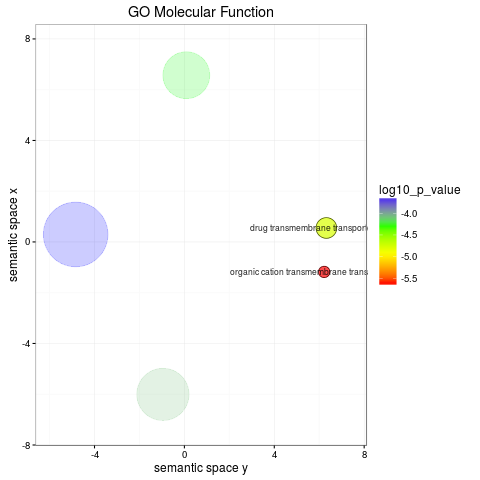 GO Molecular Function
8
4
0
-4
-8
semantic space x
drug transmembrane transpor
organic cation transmembrane trans
-4
0
4
8
semantic space y
log10_p_value
-4.0
-4.5
-5.0
-5.5